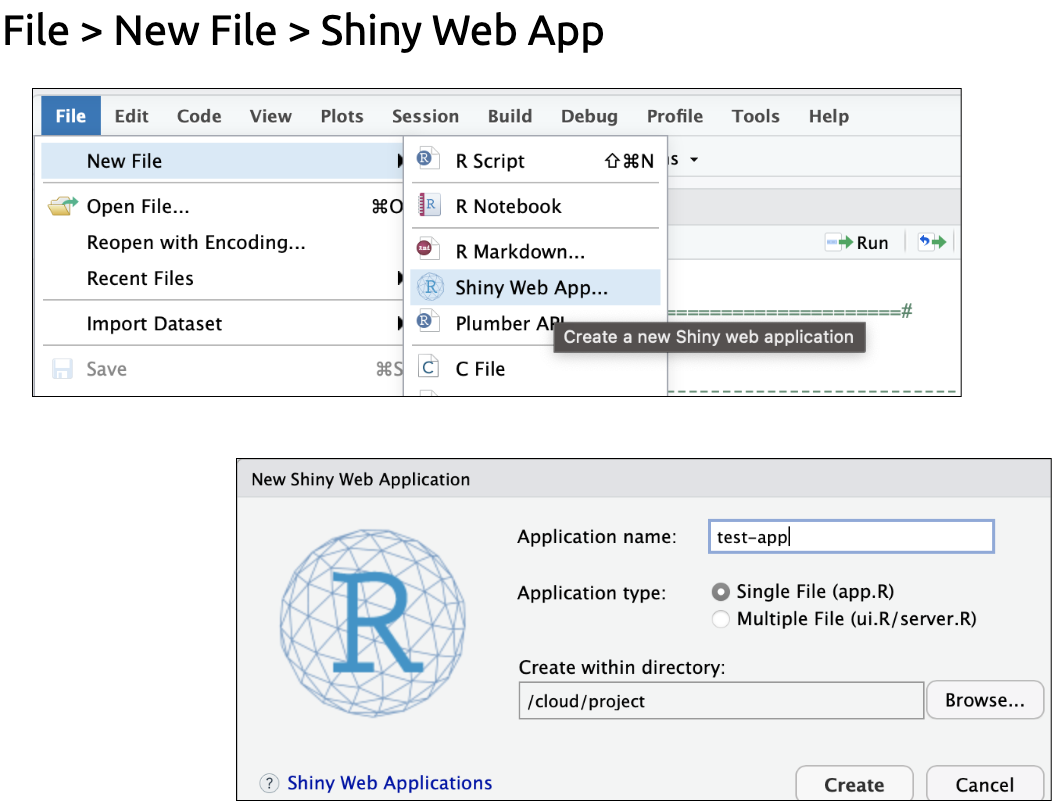 File > New File > Shiny Web App
File Edit Code View Plots Session Build Debug Profile Tools Help
New File
R Script ⇧⌘N
s
Open File... ⌘O
R Notebook
Reopen with Encoding...
Run
R Markdown...
Recent Files
Shiny Web App...
=====================#
Import Dataset
Plumber API
Create a new Shiny web application
Save ⌘S
C File
New Shiny Web Application
Application name: test-app
Application type: Single File (app.R)
Multiple File (ui.R/server.R)
Create within directory:
/cloud/project Browse...
R
? Shiny Web Applications
Create Cancel